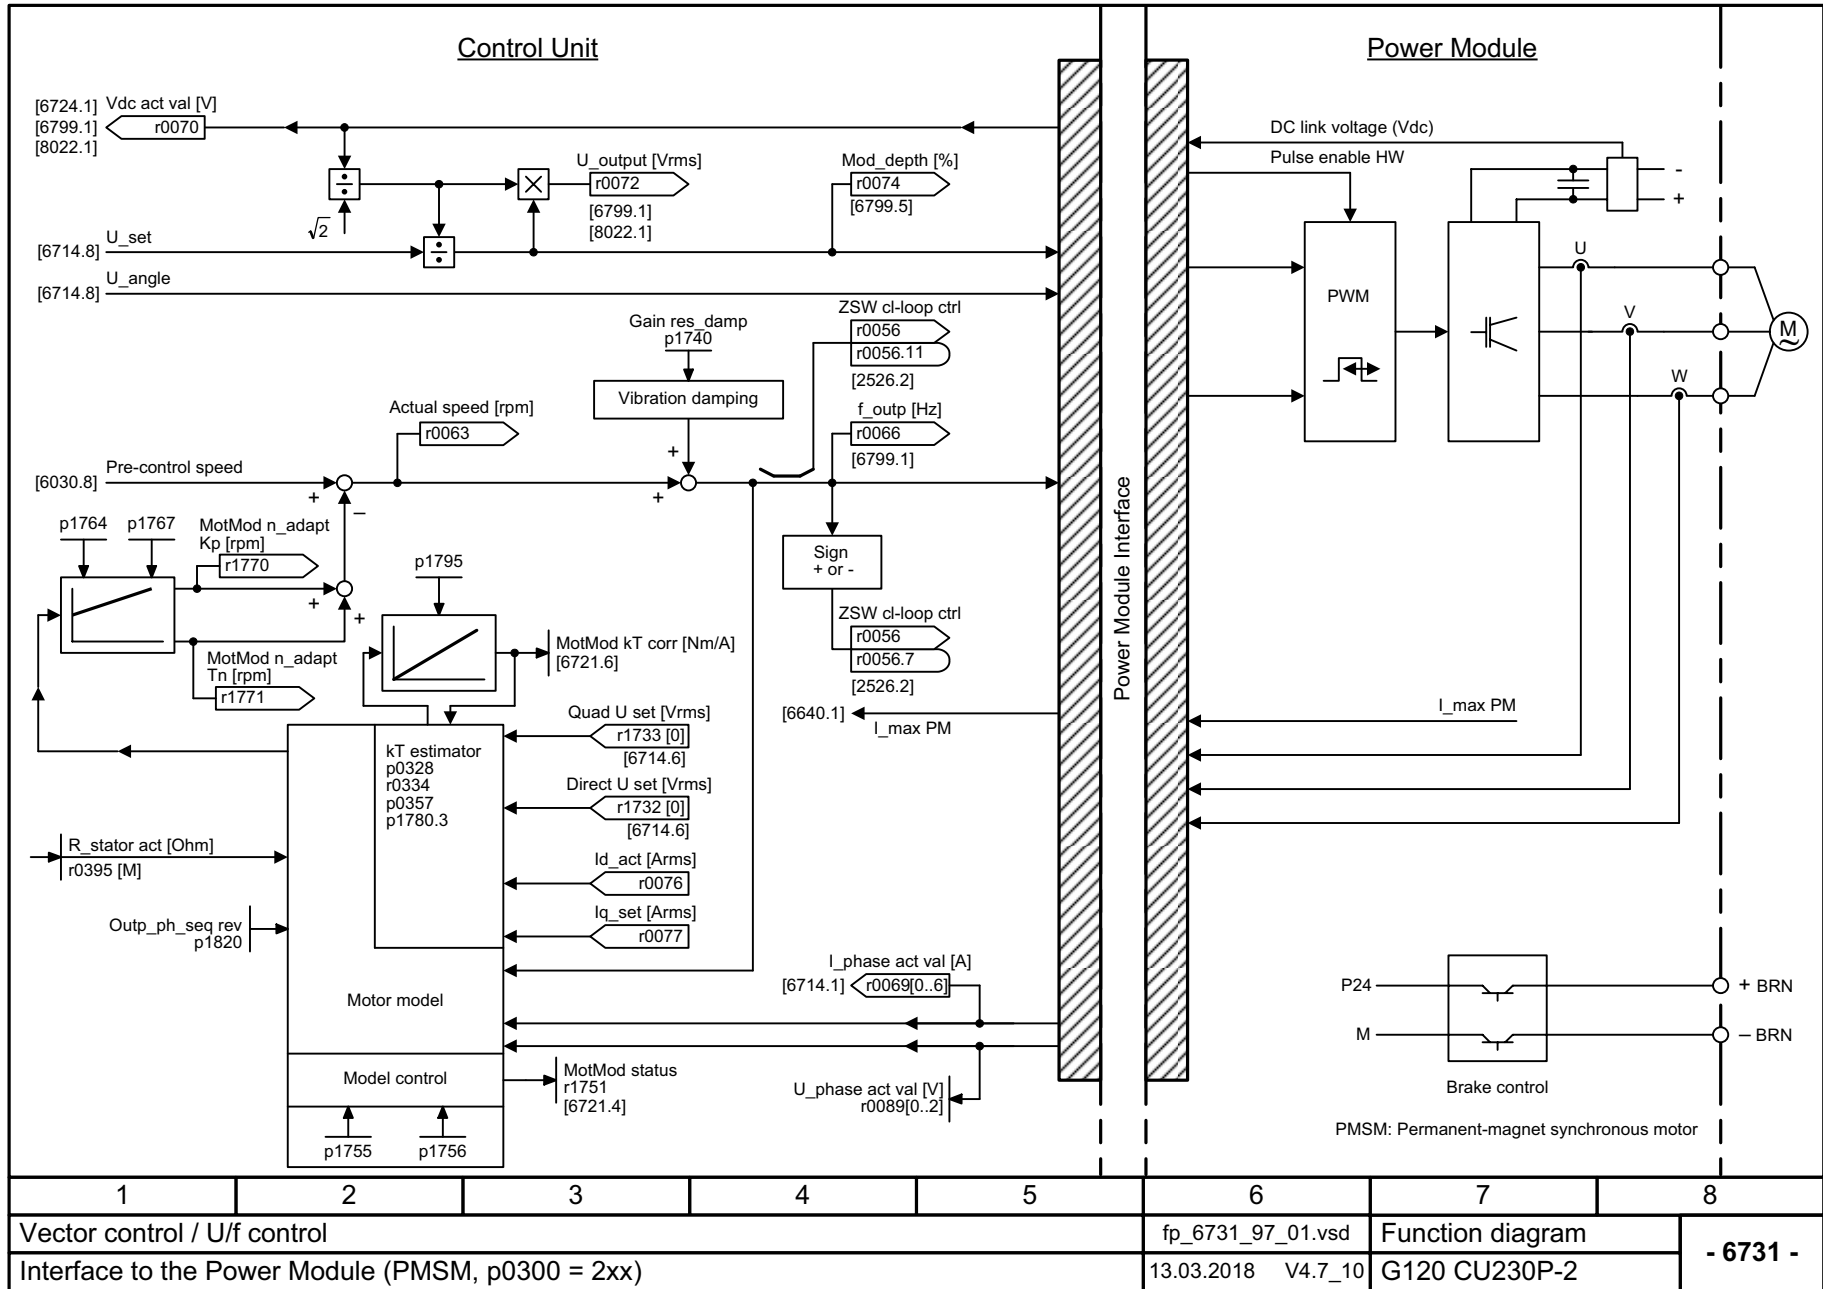 Control Unit
Power Module
[6724.1] Vdc act val [V]
[6799.1] r0070
[8022.1]
÷
√2
U_output [Vrms]
r0072
[6799.1]
[8022.1]
×
Mod_depth [%]
r0074
[6799.5]
[6714.8] U_set
÷
[6714.8] U_angle
DC link voltage (Vdc)
Pulse enable HW
-
+
PWM
U
V
W
M
~
ZSW cl-loop ctrl
r0056
r0056.11
[2526.2]
Gain res_damp
p1740
Vibration damping
Actual speed [rpm]
r0063
f_outp [Hz]
r0066
[6799.1]
[6030.8] Pre-control speed
+
–
+
+
p1764 p1767
MotMod n_adapt
Kp [rpm]
r1770
+
+
MotMod n_adapt
Tn [rpm]
r1771
p1795
MotMod kT corr [Nm/A]
[6721.6]
Sign
+ or -
ZSW cl-loop ctrl
r0056
r0056.7
[2526.2]
[6640.1]
I_max PM
Power Module Interface
I_max PM
kT estimator
p0328
r0334
p0357
p1780.3
Quad U set [Vrms]
r1733 [0]
[6714.6]
Direct U set [Vrms]
r1732 [0]
[6714.6]
Id_act [Arms]
r0076
Iq_set [Arms]
r0077
R_stator act [Ohm]
r0395 [M]
Outp_ph_seq rev
p1820
Motor model
I_phase act val [A]
[6714.1] r0069[0..6]
U_phase act val [V]
r0089[0..2]
Model control
MotMod status
r1751
[6721.4]
p1755 p1756
P24
M
+ BRN
– BRN
Brake control
PMSM: Permanent-magnet synchronous motor
1 2 3 4 5 6 7 8
Vector control / U/f control
fp_6731_97_01.vsd
Function diagram
- 6731 -
Interface to the Power Module (PMSM, p0300 = 2xx)
13.03.2018 V4.7_10
G120 CU230P-2